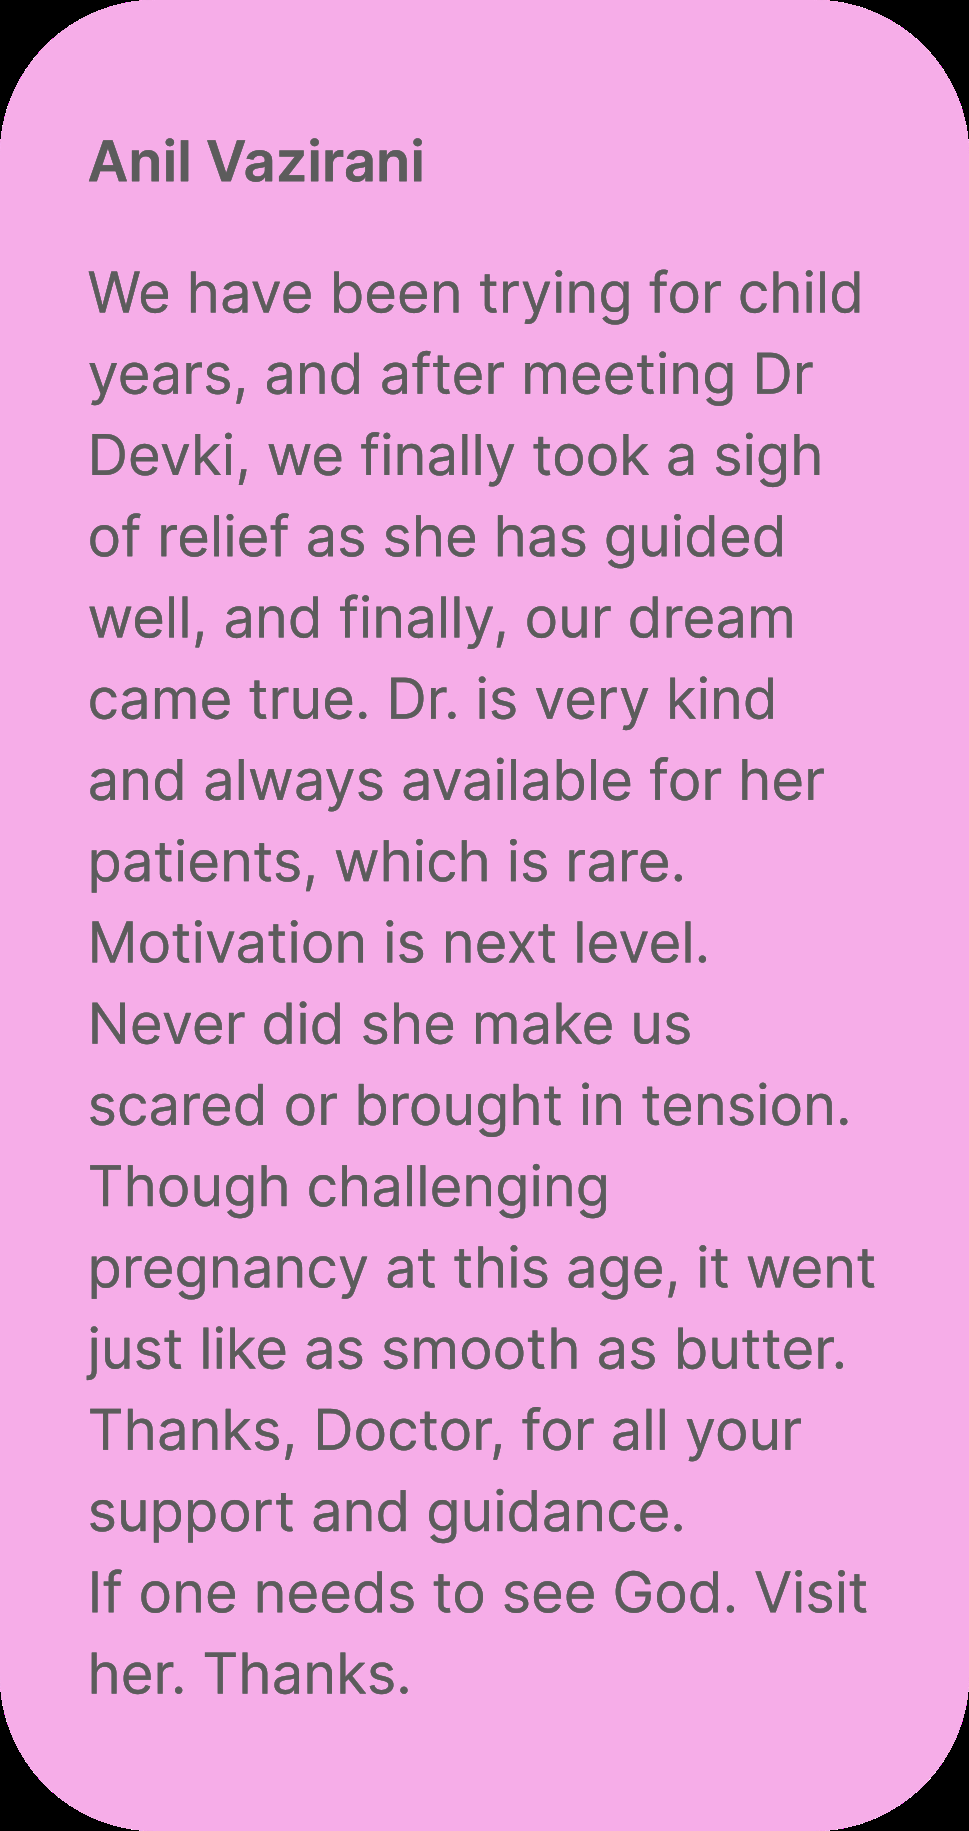 Anil Vazirani
We have been trying for child
years, and after meeting Dr
Devki, we finally took a sigh
of relief as she has guided
well, and finally, our dream
came true. Dr. is very kind
and always available for her
patients, which is rare.
Motivation is next level.
Never did she make us
scared or brought in tension.
Though challenging
pregnancy at this age, it went
just like as smooth as butter.
Thanks, Doctor, for all your
support and guidance.
If one needs to see God. Visit
her. Thanks.